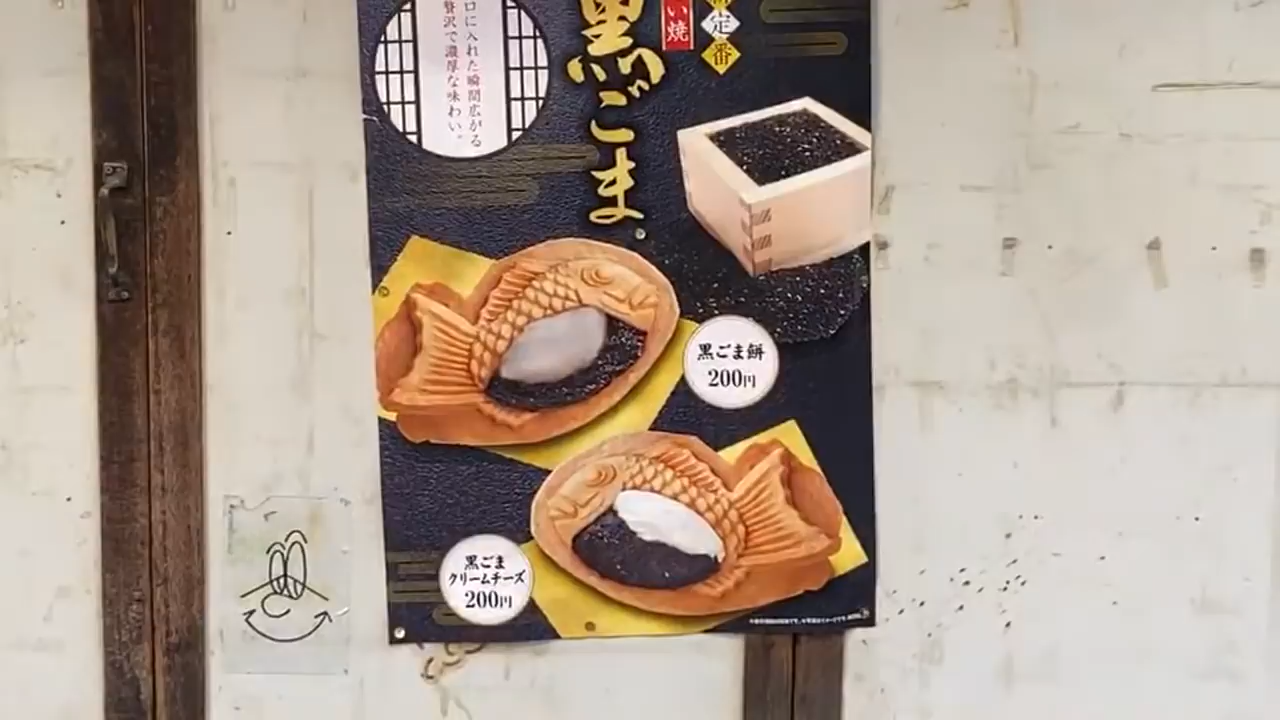 口に入れた瞬間広がる
贅沢で濃厚な味わい。
黒ごま
い焼
定番
黒ごま餅
200円
黒ごま
クリームチーズ
200円